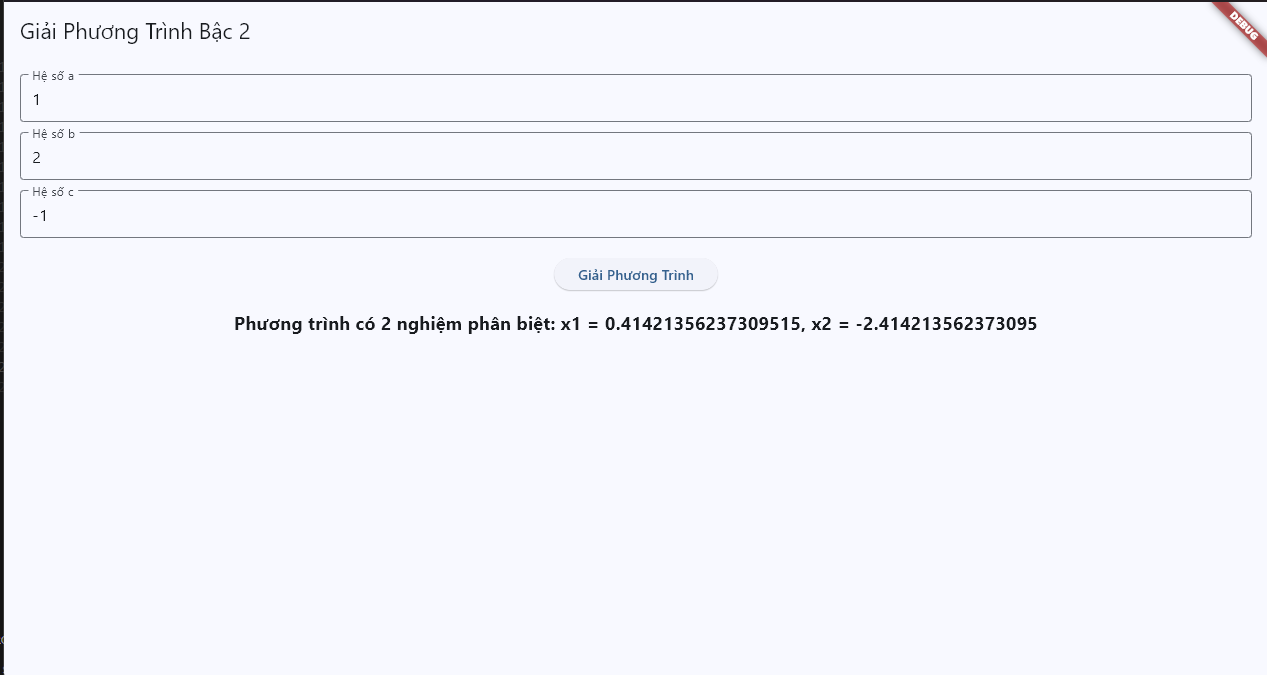 Giải Phương Trình Bậc 2
DEBUG
Hệ số a
1
Hệ số b
2
Hệ số c
-1
Giải Phương Trình
Phương trình có 2 nghiệm phân biệt: x1 = 0.41421356237309515, x2 = -2.414213562373095